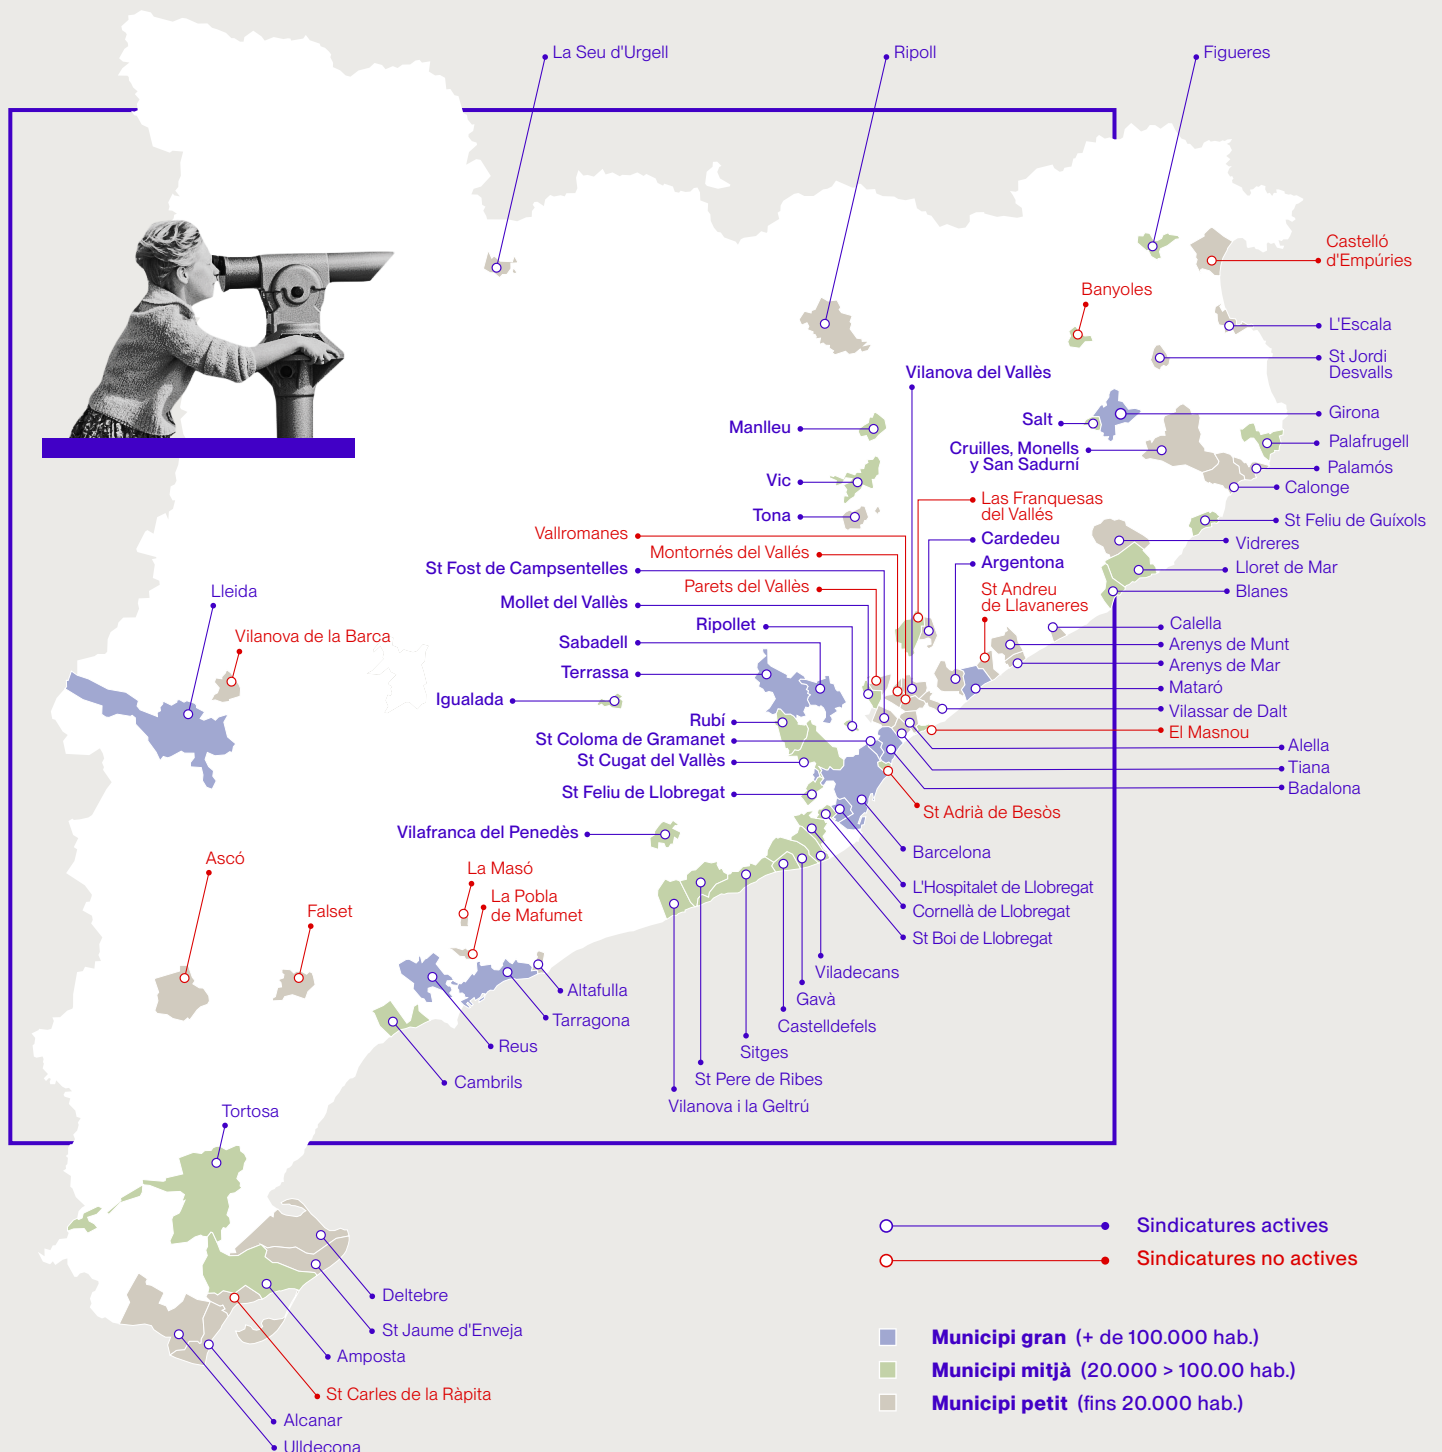 La Seu d'Urgell
Ripoll
Figueres
Castelló
d'Empúries
Banyoles
L'Escala
St Jordi
Desvalls
Vilanova del Vallès
Girona
Salt
Manlleu
Palafrugell
Cruilles, Monells
y San Sadurní
Palamós
Vic
Calonge
Las Franquesas
del Vallés
Tona
St Feliu de Guíxols
Vallromanes
Cardedeu
Vidreres
Montornés del Vallés
Argentona
St Fost de Campsentelles
Lloret de Mar
Parets del Vallès
St Andreu
de Llavaneres
Lleida
Blanes
Mollet del Vallès
Ripollet
Calella
Vilanova de la Barca
Sabadell
Arenys de Munt
Arenys de Mar
Terrassa
Mataró
Igualada
Vilassar de Dalt
Rubí
El Masnou
St Coloma de Gramanet
Alella
St Cugat del Vallès
Tiana
Badalona
St Feliu de Llobregat
St Adrià de Besòs
Vilafranca del Penedès
Barcelona
Ascó
La Masó
L'Hospitalet de Llobregat
La Pobla
de Mafumet
Falset
Cornellà de Llobregat
St Boi de Llobregat
Viladecans
Altafulla
Gavà
Tarragona
Castelldefels
Reus
Sitges
Cambrils
St Pere de Ribes
Vilanova i la Geltrú
Tortosa
Sindicatures actives
Sindicatures no actives
Deltebre
St Jaume d'Enveja
Amposta
St Carles de la Ràpita
Alcanar
Ulldecona
Municipi gran (+ de 100.000 hab.)
Municipi mitjà (20.000 > 100.00 hab.)
Municipi petit (fins 20.000 hab.)